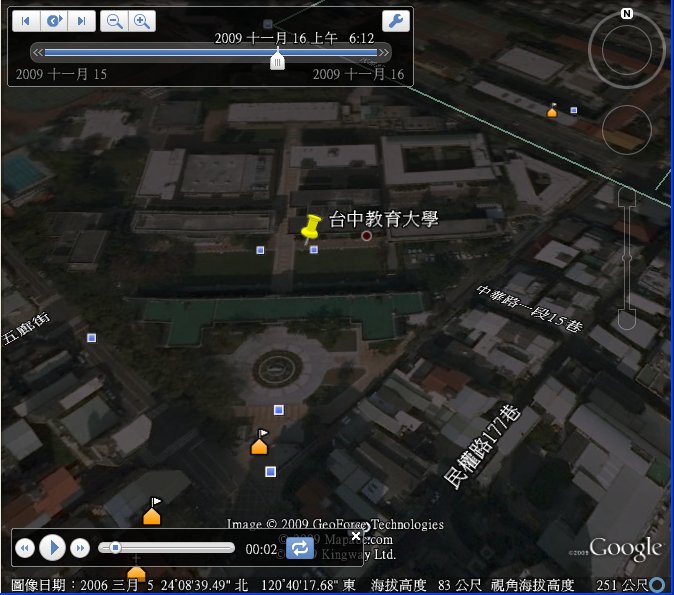 2009 十一月 16 上午 6:12
2009 十一月 15
2009 十一月 16
N
台中教育大學
中華路一段15巷
五廊街
民權路177巷
Image © 2009 GeoForce Technologies
© 2009 Mapabc.com
© 2009 Kingway Ltd.
00:02
©2009 Google
圖像日期：2006 三月 5 24°08'39.49" 北 120°40'17.68" 東 海拔高度 83 公尺 視角海拔高度 251 公尺